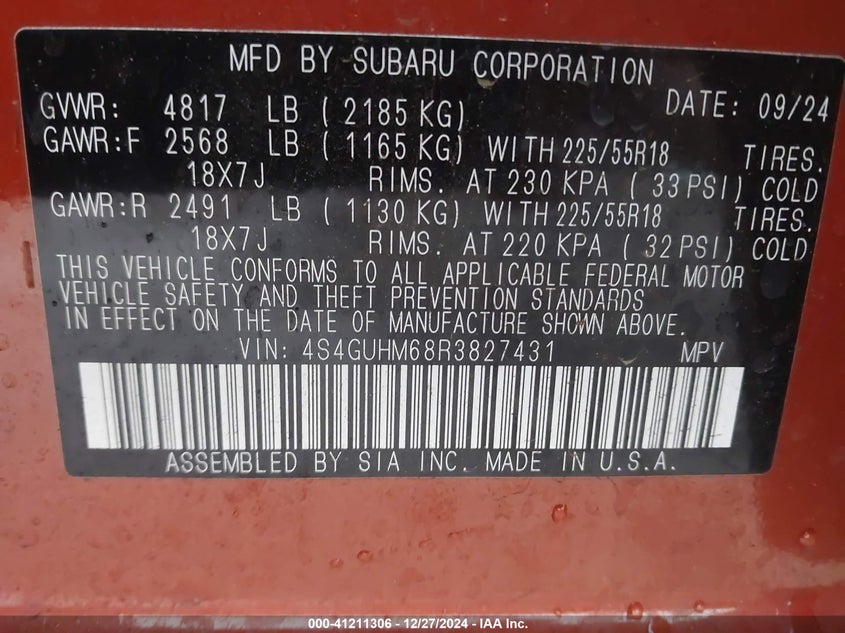 MFD BY SUBARU CORPORATION
GVWR: 4817 LB ( 2185 KG) DATE: 09/24
GAWR:F 2568 LB ( 1165 KG) WITH 225/55R18 TIRES.
18X7J RIMS. AT 230 KPA ( 33 PSI) COLD
GAWR:R 2491 LB ( 1130 KG) WITH 225/55R18 TIRES.
18X7J RIMS. AT 220 KPA ( 32 PSI) COLD
THIS VEHICLE CONFORMS TO ALL APPLICABLE FEDERAL MOTOR
VEHICLE SAFETY AND THEFT PREVENTION STANDARDS
IN EFFECT ON THE DATE OF MANUFACTURE SHOWN ABOVE.
VIN: 4S4GUHM68R3827431 MPV
ASSEMBLED BY SIA INC. MADE IN U.S.A.
000-41211306 - 12/27/2024 - IAA Inc.